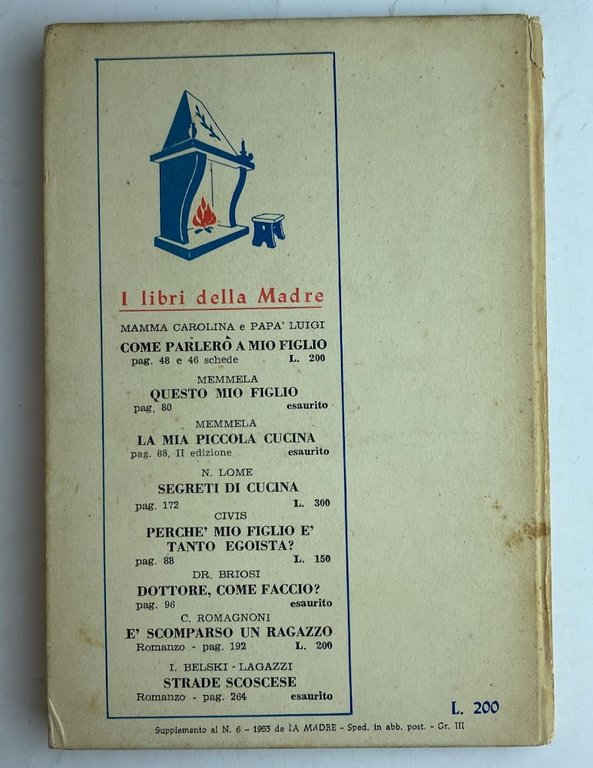 I libri della Madre
MAMMA CAROLINA e PAPA' LUIGI
COME PARLERÒ A MIO FIGLIO
pag. 48 e 46 schede L. 200
MEMMELA
QUESTO MIO FIGLIO
pag. 80 esaurito
MEMMELA
LA MIA PICCOLA CUCINA
pag. 88, II edizione esaurito
N. LOME
SEGRETI DI CUCINA
pag. 172 L. 300
CIVIS
PERCHE' MIO FIGLIO E'
TANTO EGOISTA?
pag. 88 L. 150
DR. BRIOSI
DOTTORE, COME FACCIO?
pag. 96 esaurito
C. ROMAGNONI
E' SCOMPARSO UN RAGAZZO
Romanzo - pag. 192 L. 200
I. BELSKI - LAGAZZI
STRADE SCOSCESE
Romanzo - pag. 264 esaurito
L. 200
Supplemento al N. 6 - 1953 de LA MADRE - Sped. in abb. post. - Gr. III